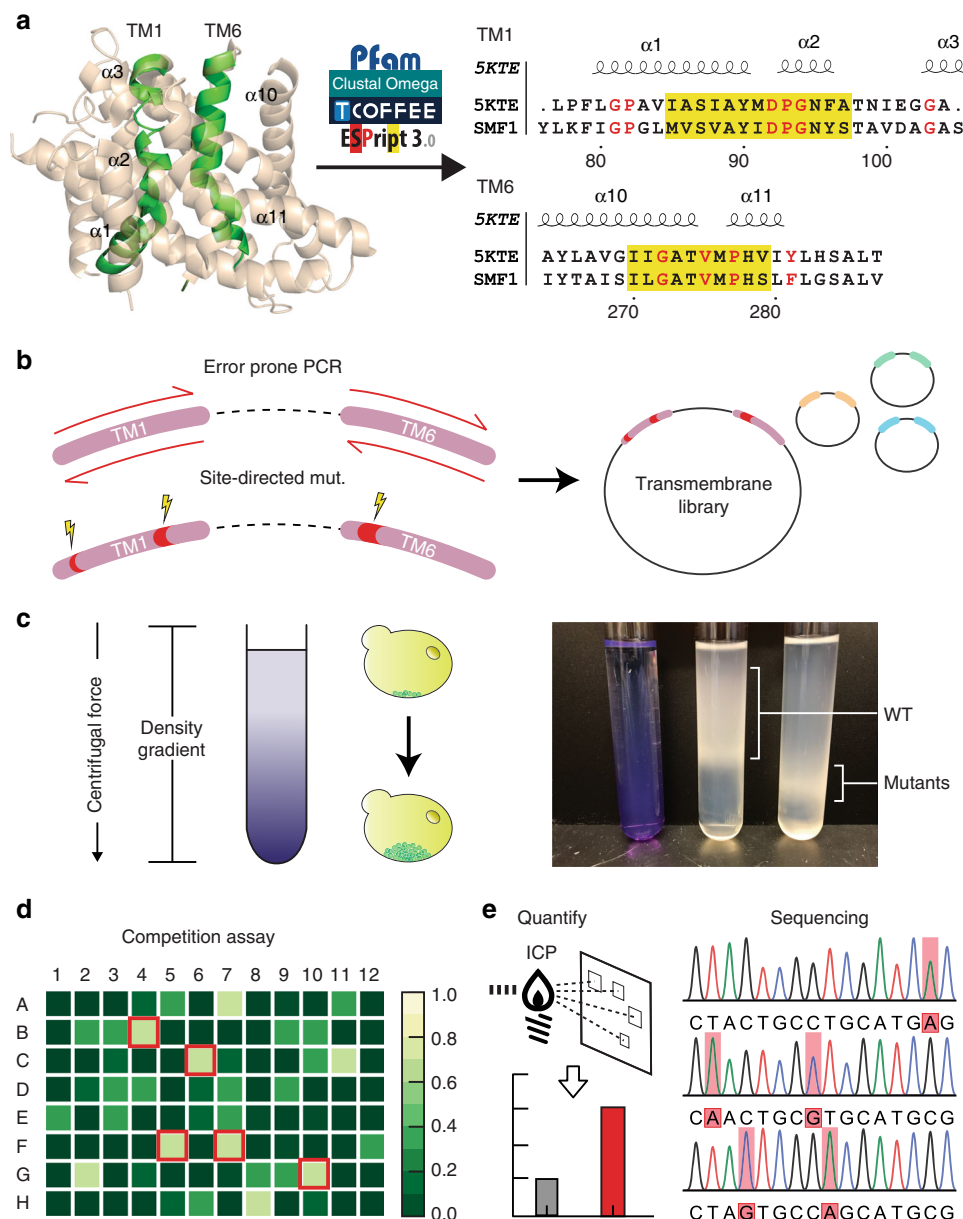 a
TM1 TM6
α3
α10
α2
α11
α1
Pfam
Clustal Omega
TCOFFEE
ESPript 3.0
TM1
α1 α2 α3
5KTE
5KTE .LPFLGPAVIASIAYMDPGNFATNIEGGA.
SMF1 YLKFIGPGLMVSVAYIDPGNYSTAVDAGAS
80 90 100
TM6
α10 α11
5KTE
5KTE AYLAVGIIGATVMPHVIYLHSALT
SMF1 IYTAISILGATVMPHSLFLGSALV
270 280
b
Error prone PCR
TM1 TM6
Site-directed mut.
TM1 TM6
Transmembrane
library
c
Centrifugal force
Density
gradient
WT
Mutants
d
Competition assay
1 2 3 4 5 6 7 8 9 10 11 12
A
B
C
D
E
F
G
H
1.0
0.8
0.6
0.4
0.2
0.0
e
Quantify
ICP
Sequencing
CTACTGCCTGCATGAG
CAACTGCGTGCATGCG
CTAGTGCCAGCATGCG